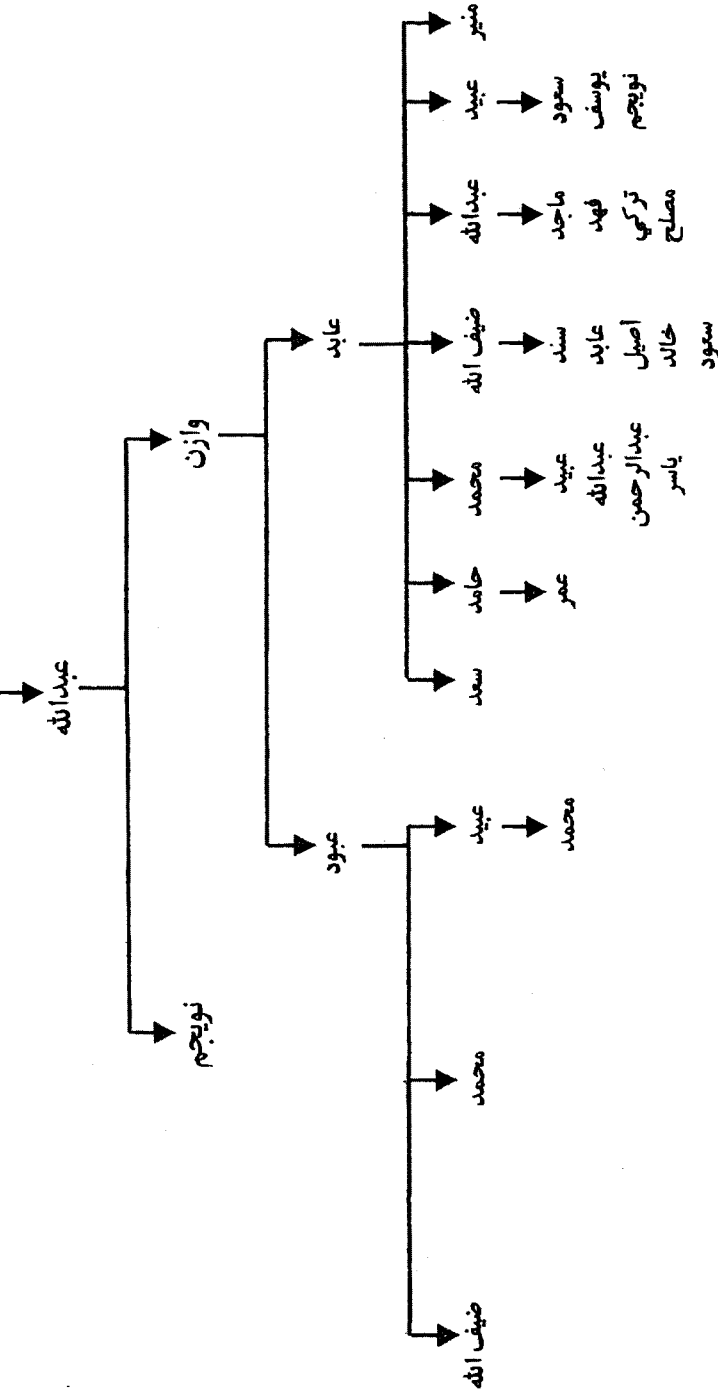 عبدالله
وازن
نويجم
عابد
عبود
منير
عبيد
عبدالله
ضيف الله
محمد
حامد
سعد
عبيد
محمد
ضيف الله
سعود
يوسف
نويجم
ماجد
فهد
تركي
مصلح
سند
عابد
اصيل
خالد
سعود
عبيد
عبدالله
عبدالرحمن
ياسر
عمر
محمد